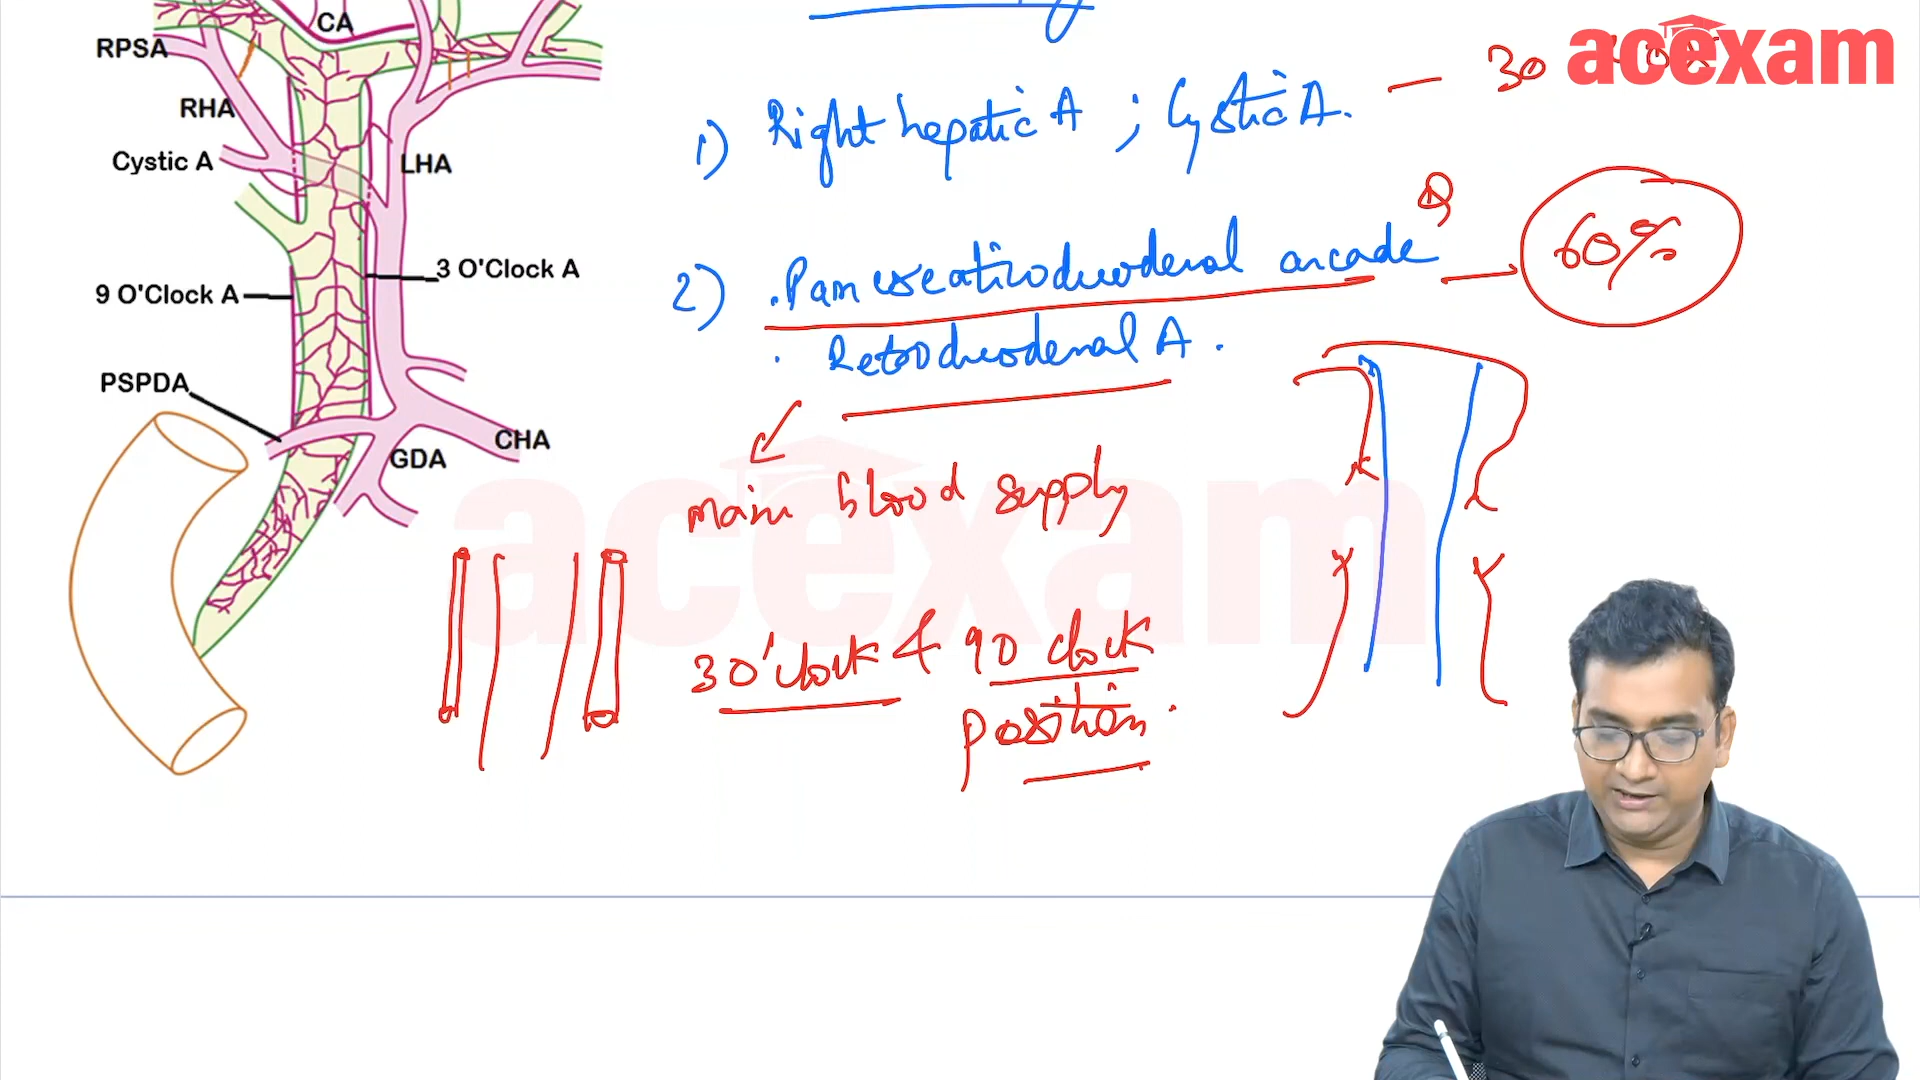 CA
acexam
RPSA
30
RHA
1) Right hepatic A ; Cystic A. —
Cystic A
LHA
Q
60%
2) . Pancreaticoduodenal arcade
3 O'Clock A
9 O'Clock A
. Retroduodenal A .
PSPDA
CHA
GDA
main blood supply
acexam
3 O'clock & 9 O clock
position .